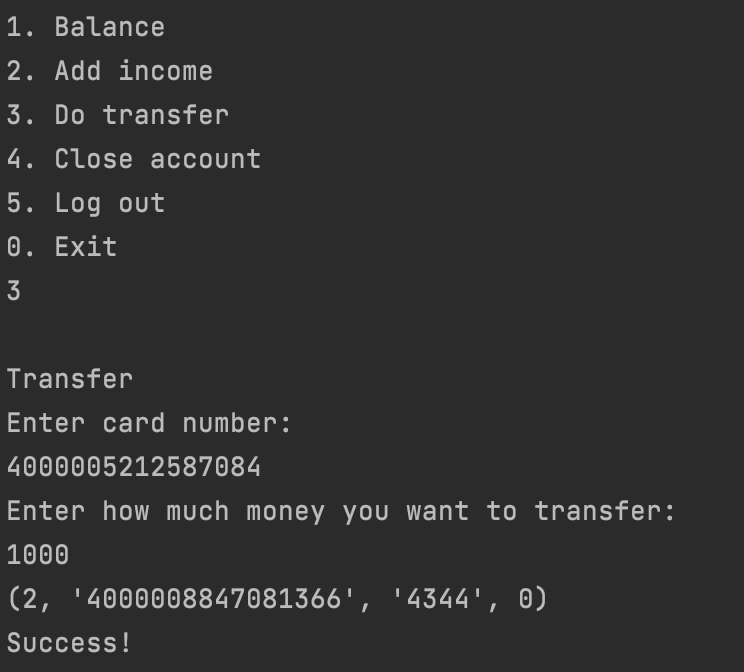 1. Balance
2. Add income
3. Do transfer
4. Close account
5. Log out
0. Exit
3
Transfer
Enter card number:
4000005212587084
Enter how much money you want to transfer:
1000
(2, '4000008847081366', '4344', 0)
Success!